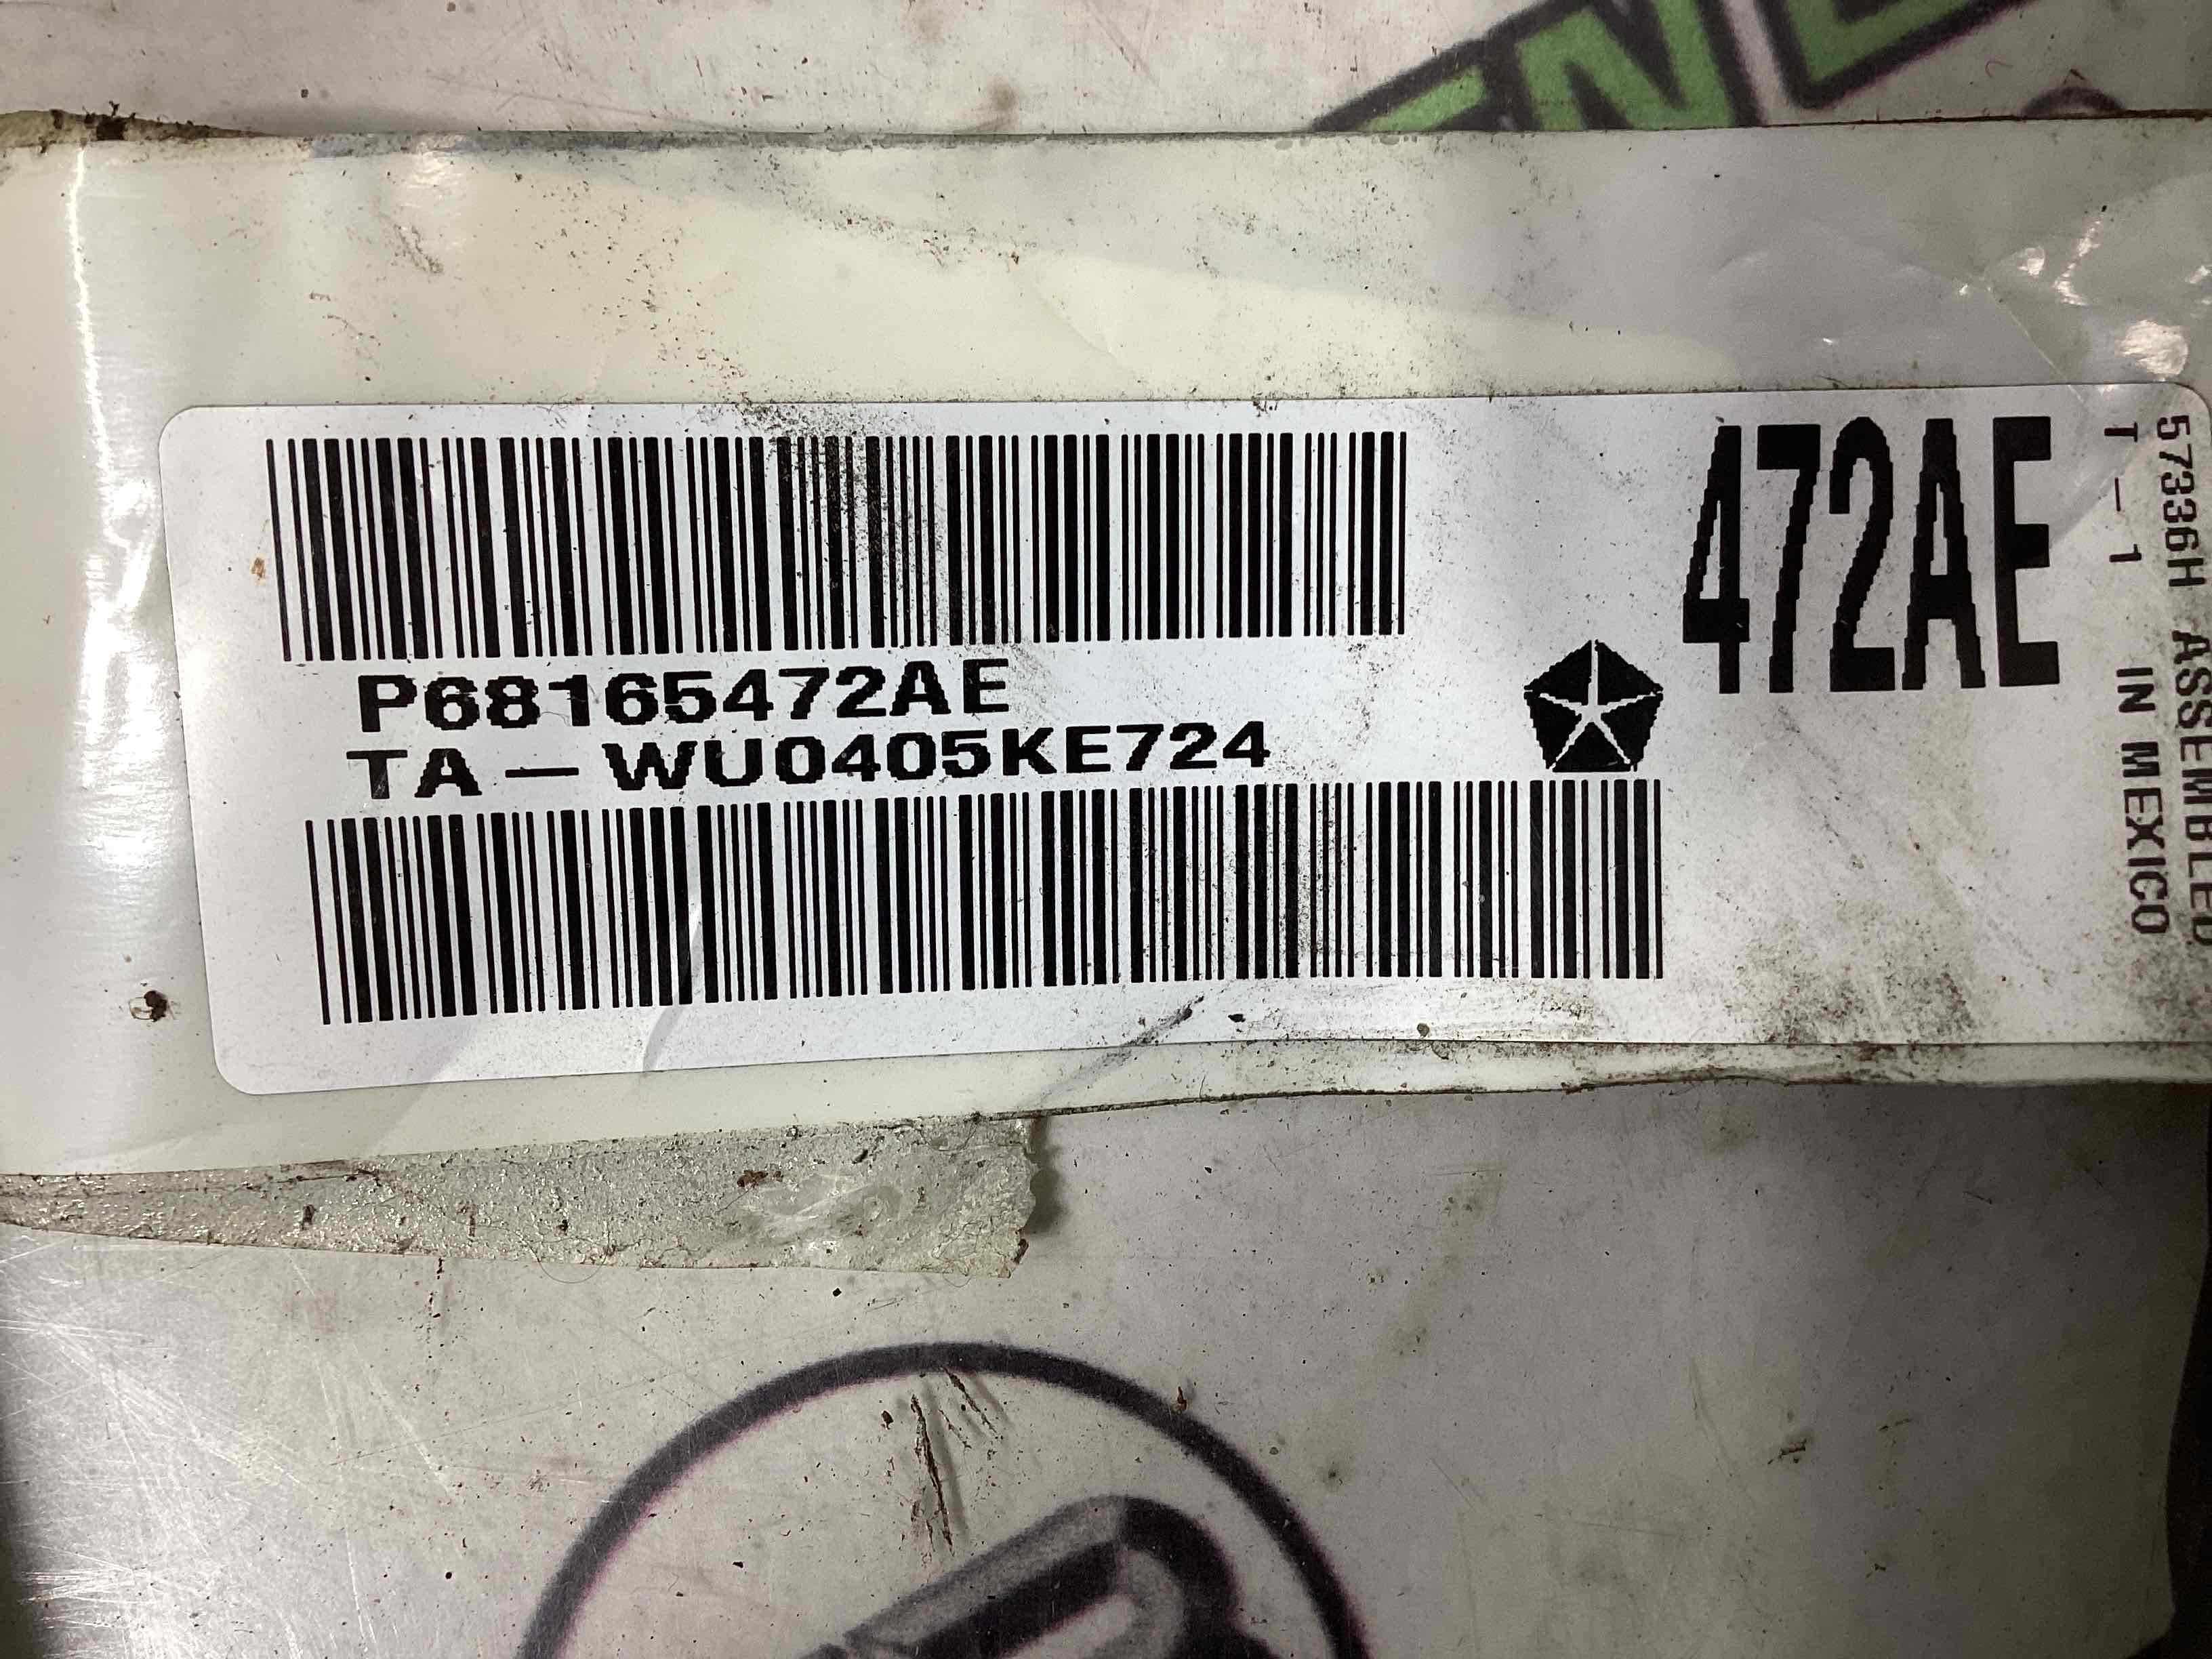 472AE
P68165472AE
TA-WU0405KE724
57336H ASSEMBLED
T-1 IN MEXICO